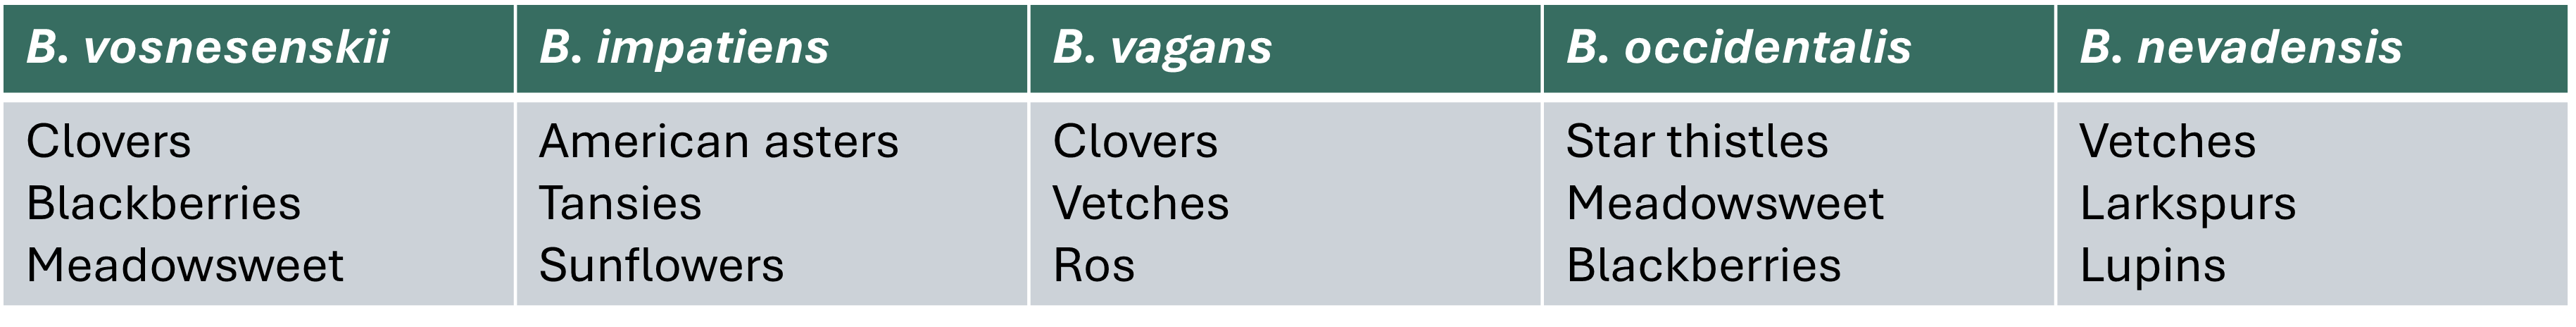 B. vosnesenskii B. impatiens B. vagans B. occidentalis B. nevadensis
Clovers American asters Clovers Star thistles Vetches
Blackberries Tansies Vetches Meadowsweet Larkspurs
Meadowsweet Sunflowers Ros Blackberries Lupins